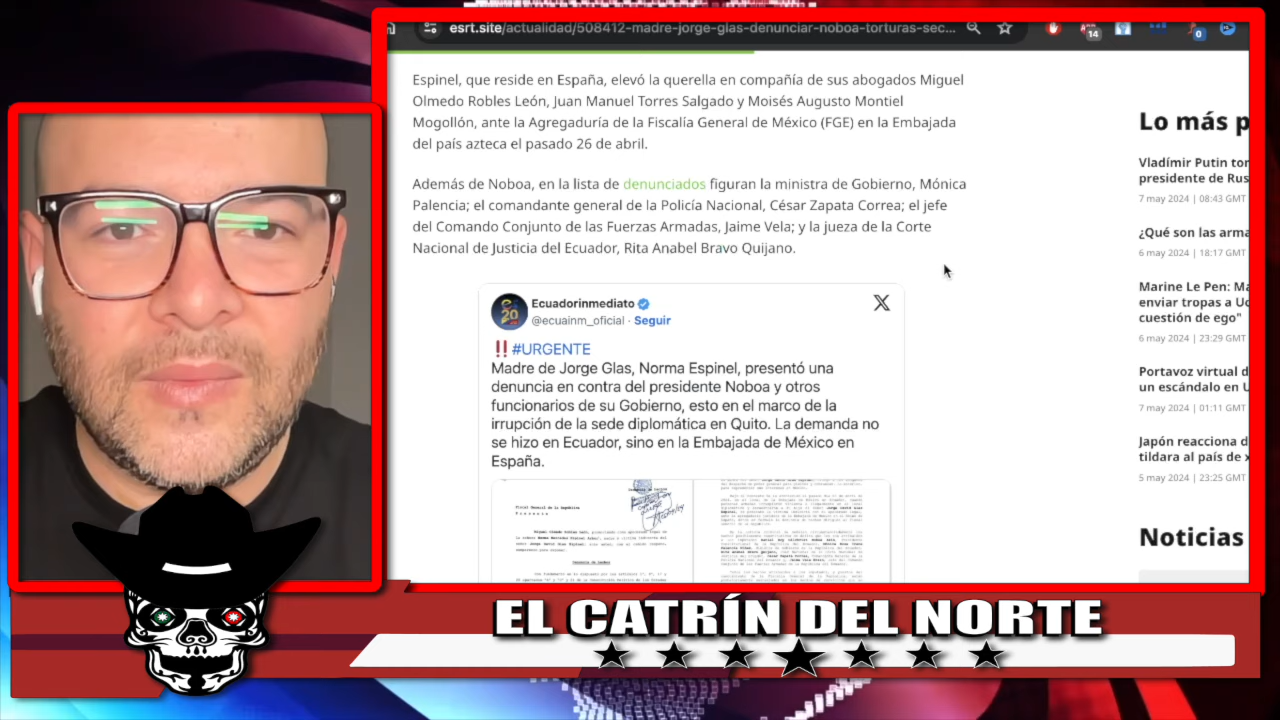 esrt.site/actualidad/508412-madre-jorge-glas-denunciar-noboa-torturas-sec...
14
0
Espinel, que reside en España, elevó la querella en compañía de sus abogados Miguel
Olmedo Robles León, Juan Manuel Torres Salgado y Moisés Augusto Montiel
Mogollón, ante la Agregaduría de la Fiscalía General de México (FGE) en la Embajada
del país azteca el pasado 26 de abril.
Además de Noboa, en la lista de denunciados figuran la ministra de Gobierno, Mónica
Palencia; el comandante general de la Policía Nacional, César Zapata Correa; el jefe
del Comando Conjunto de las Fuerzas Armadas, Jaime Vela; y la jueza de la Corte
Nacional de Justicia del Ecuador, Rita Anabel Bravo Quijano.
Ecuadorinmediato
@ecuainm_oficial · Seguir
‼️ #URGENTE
Madre de Jorge Glas, Norma Espinel, presentó una
denuncia en contra del presidente Noboa y otros
funcionarios de su Gobierno, esto en el marco de la
irrupción de la sede diplomática en Quito. La demanda no
se hizo en Ecuador, sino en la Embajada de México en
España.
Lo más p
Vladímir Putin tor
presidente de Rus
7 may 2024 | 08:43 GMT
¿Qué son las arma
6 may 2024 | 18:17 GMT
Marine Le Pen: Ma
enviar tropas a Uc
cuestión de ego"
6 may 2024 | 23:29 GMT
Portavoz virtual d
un escándalo en U
7 may 2024 | 01:11 GMT
Japón reacciona d
tildara al país de x
5 may 2024 | 23:25 GMT
Noticias
EL CATRÍN DEL NORTE